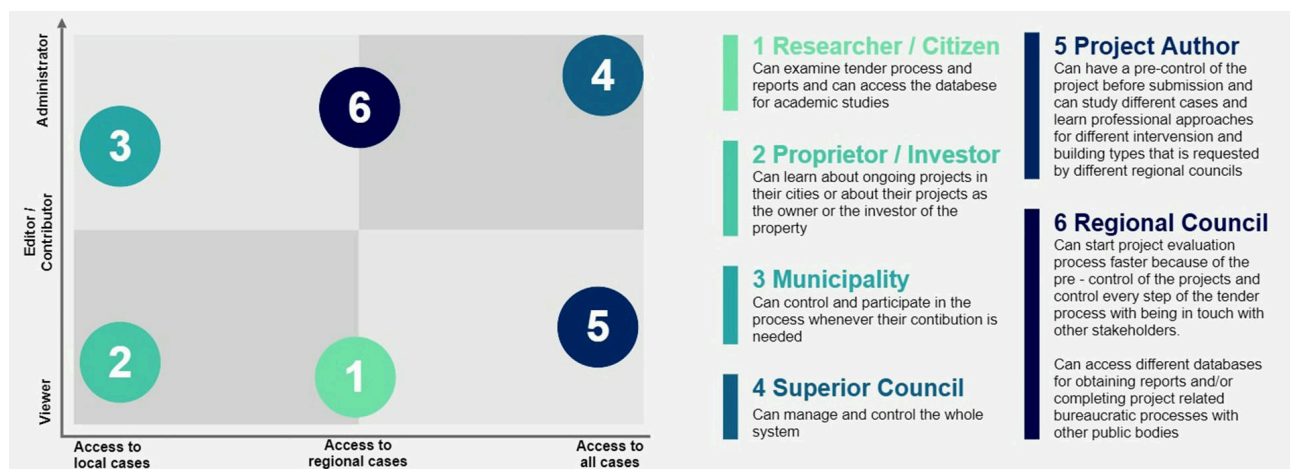 Administrator
Editor /
Contributor
Viewer
3
6
4
2
1
5
Access to
local cases
Access to
regional cases
Access to
all cases
1 Researcher / Citizen
Can examine tender process and
reports and can access the databese
for academic studies
2 Proprietor / Investor
Can learn about ongoing projects in
their cities or about their projects as
the owner or the investor of the
property
3 Municipality
Can control and participate in the
process whenever their contibution is
needed
4 Superior Council
Can manage and control the whole
system
5 Project Author
Can have a pre-control of the
project before submission and
can study different cases and
learn professional approaches
for different intervension and
building types that is requested
by different regional councils
6 Regional Council
Can start project evaluation
process faster because of the
pre - control of the projects and
control every step of the tender
process with being in touch with
other stakeholders.
Can access different databases
for obtaining reports and/or
completing project related
bureaucratic processes with
other public bodies